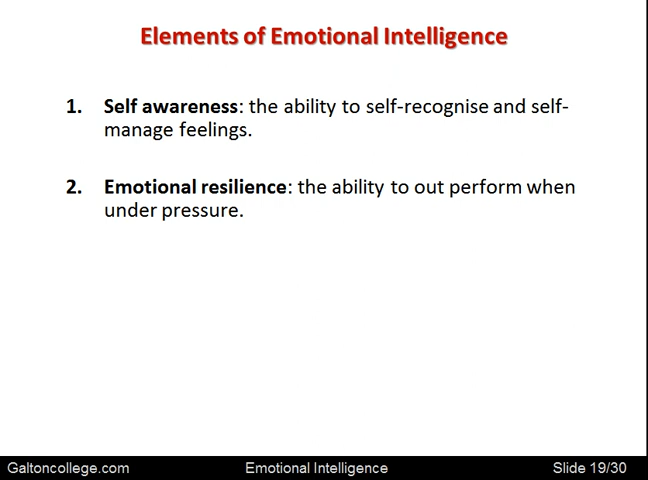 Elements of Emotional Intelligence
1. Self awareness: the ability to self-recognise and self-
manage feelings.
2. Emotional resilience: the ability to out perform when
under pressure.
Galtoncollege.com Emotional Intelligence Slide 19/30